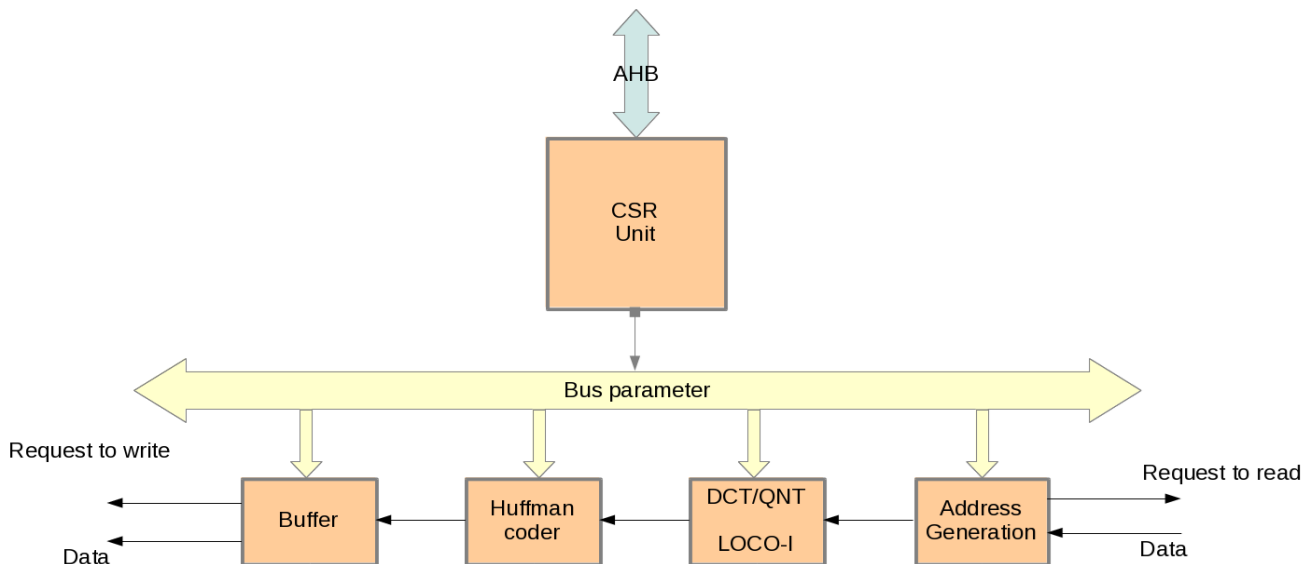 AHB
CSR
Unit
Bus parameter
Request to write
Data
Buffer
Huffman
coder
DCT/QNT
LOCO-I
Address
Generation
Request to read
Data